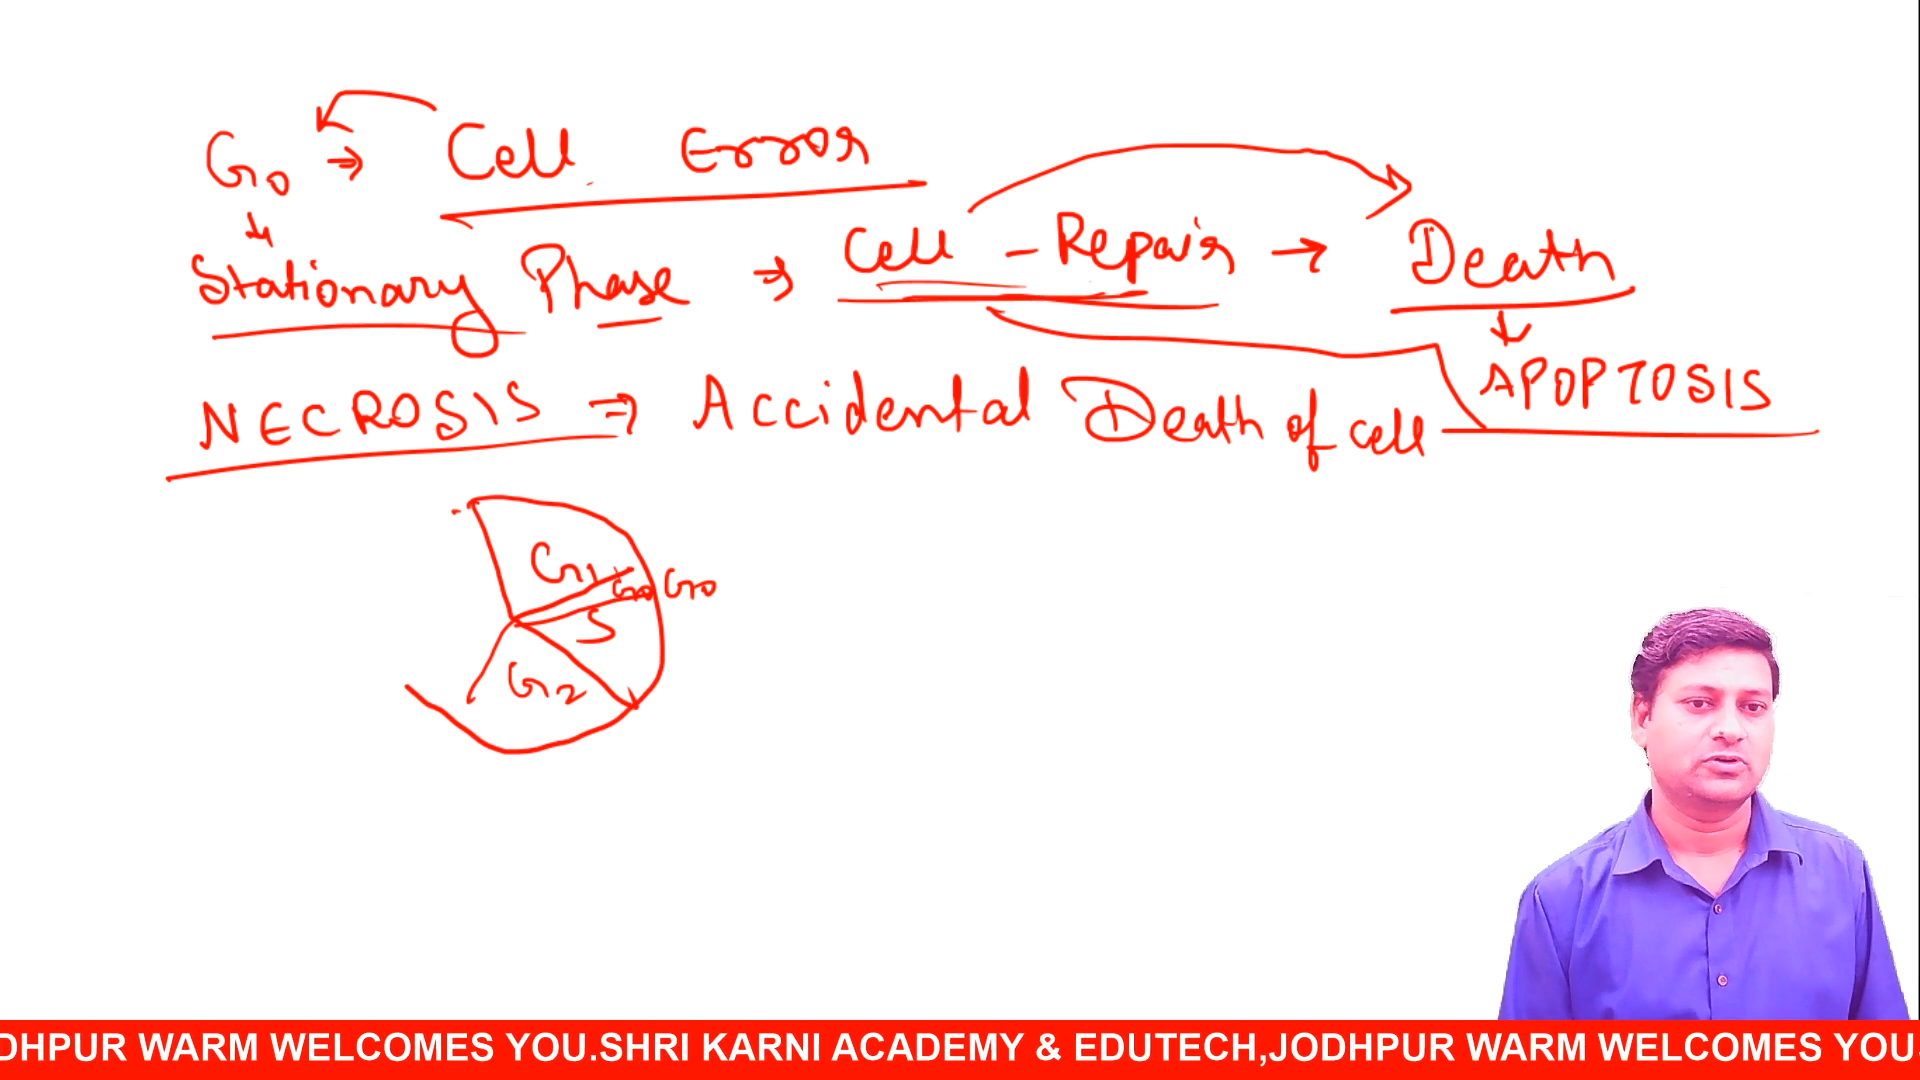 G0 → Cell Error
↓
Stationary Phase → Cell - Repair → Death
↓
APOPTOSIS
NECROSIS ⇒ Accidental Death of cell
G1
G0 G0
S
G2
DHPUR WARM WELCOMES YOU.SHRI KARNI ACADEMY & EDUTECH,JODHPUR WARM WELCOMES YOU